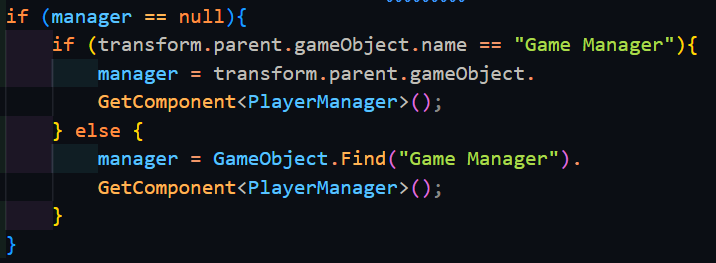 if (manager == null){
if (transform.parent.gameObject.name == "Game Manager"){
manager = transform.parent.gameObject.
GetComponent<PlayerManager>();
} else {
manager = GameObject.Find("Game Manager").
GetComponent<PlayerManager>();
}
}